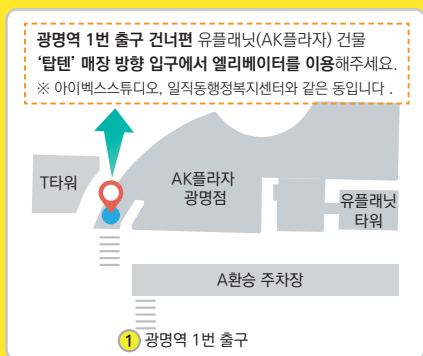 광명역 1번 출구 건너편 유플래닛(AK플라자) 건물
‘탑텐’ 매장 방향 입구에서 엘리베이터를 이용해주세요.
※ 아이벡스스튜디오, 일직동행정복지센터와 같은 동입니다 .
T타워
AK플라자
광명점
유플래닛
타워
A환승 주차장
1 광명역 1번 출구